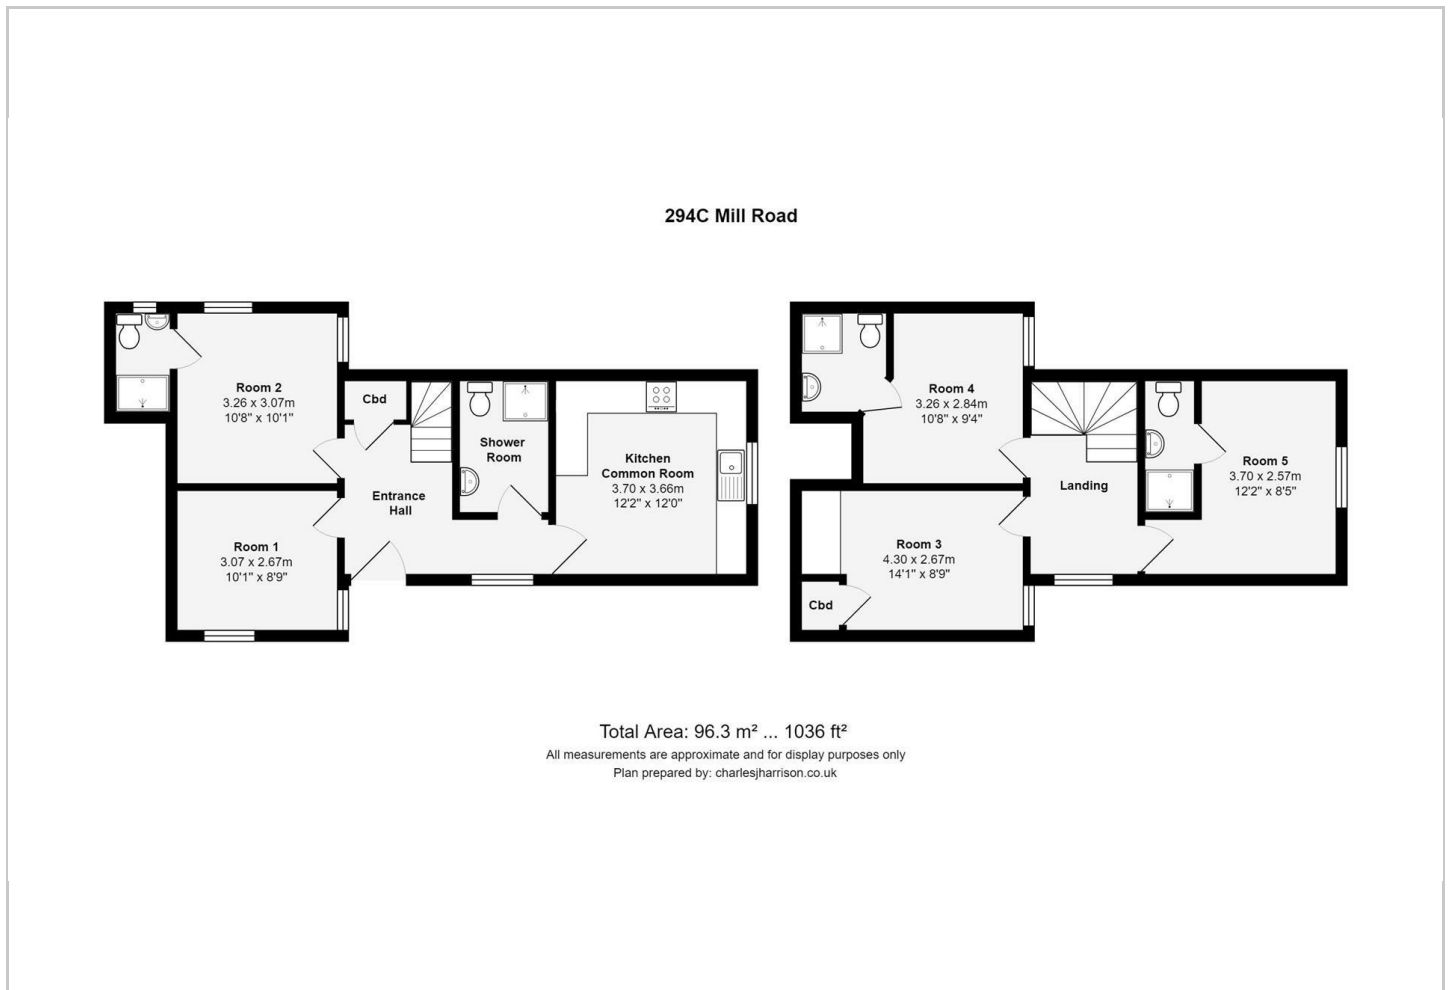 294C Mill Road
Room 2
3.26 x 3.07m
10'8" x 10'1"
Cbd
Shower
Room
Kitchen
Common Room
3.70 x 3.66m
12'2" x 12'0"
Entrance
Hall
Room 1
3.07 x 2.67m
10'1" x 8'9"
Room 4
3.26 x 2.84m
10'8" x 9'4"
Room 5
3.70 x 2.57m
12'2" x 8'5"
Landing
Room 3
4.30 x 2.67m
14'1" x 8'9"
Cbd
Total Area: 96.3 m² ... 1036 ft²
All measurements are approximate and for display purposes only
Plan prepared by: charlesjharrison.co.uk